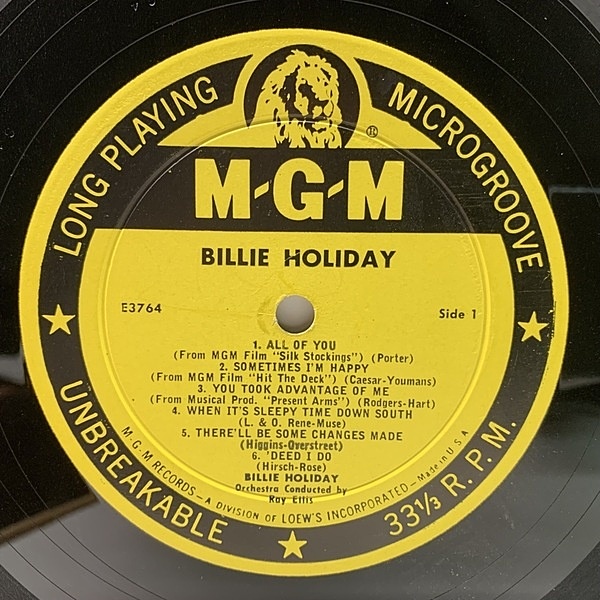 LONG PLAYING MICROGROOVE
®
M-G-M
BILLIE HOLIDAY
E3764
Side 1
1. ALL OF YOU
(From MGM Film "Silk Stockings") (Porter)
2. SOMETIMES I'M HAPPY
(From MGM Film "Hit The Deck") (Caesar-Youmans)
3. YOU TOOK ADVANTAGE OF ME
(From Musical Prod. "Present Arms") (Rodgers-Hart)
4. WHEN IT'S SLEEPY TIME DOWN SOUTH
(L. & O. Rene-Muse)
5. THERE'LL BE SOME CHANGES MADE
(Higgins-Overstreet)
6. 'DEED I DO
(Hirsch-Rose)
BILLIE HOLIDAY
Orchestra Conducted by
Ray Ellis
M-G-M RECORDS—A DIVISION OF LOEW'S INCORPORATED—Made in U.S.A
UNBREAKABLE
33⅓ R.P.M.